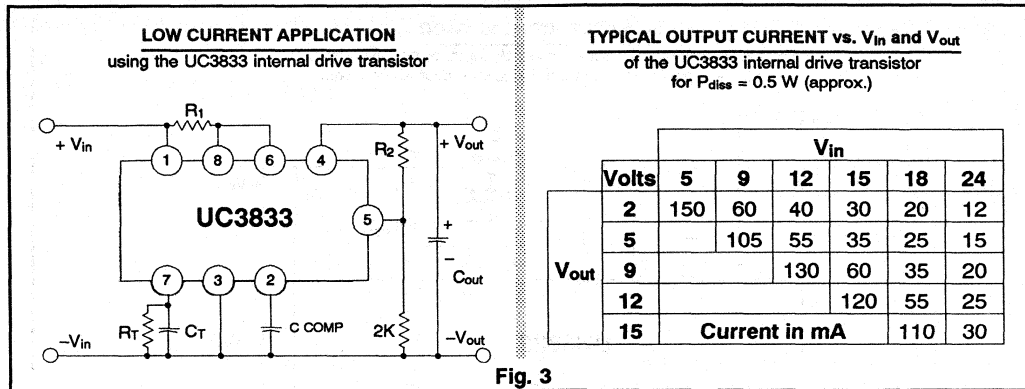 LOW CURRENT APPLICATION
using the UC3833 internal drive transistor
R1
+ Vin
1 8 6 4
+ Vout
R2
UC3833
5
+
−
Cout
7 3 2
RT
CT
C COMP
2K
−Vin
−Vout
TYPICAL OUTPUT CURRENT vs. Vin and Vout
of the UC3833 internal drive transistor
for Pdiss = 0.5 W (approx.)
Vin
Volts 5 9 12 15 18 24
2 150 60 40 30 20 12
5 105 55 35 25 15
Vout 9 130 60 35 20
12 120 55 25
15 Current in mA 110 30
Fig. 3